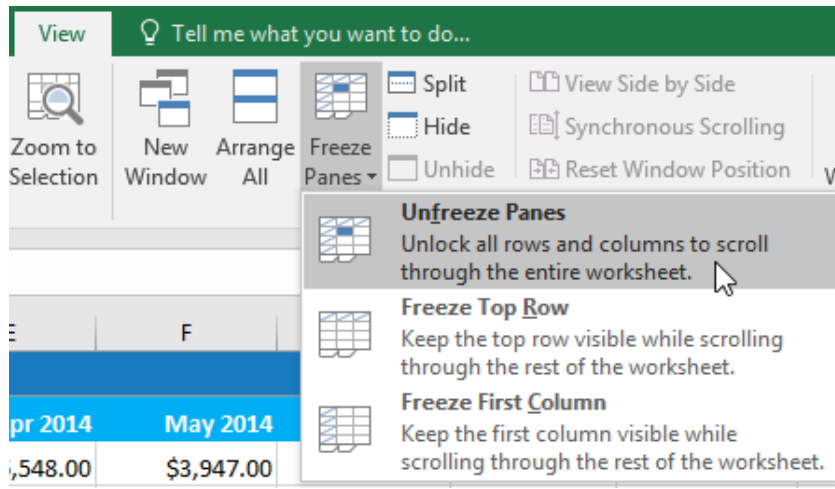 View
Tell me what you want to do...
Zoom to
Selection
New
Window
Arrange
All
Freeze
Panes
Split
Hide
Unhide
View Side by Side
Synchronous Scrolling
Reset Window Position
Unfreeze Panes
Unlock all rows and columns to scroll
through the entire worksheet.
Freeze Top Row
Keep the top row visible while scrolling
through the rest of the worksheet.
Freeze First Column
Keep the first column visible while
scrolling through the rest of the worksheet.
F
pr 2014 May 2014
,548.00 $3,947.00